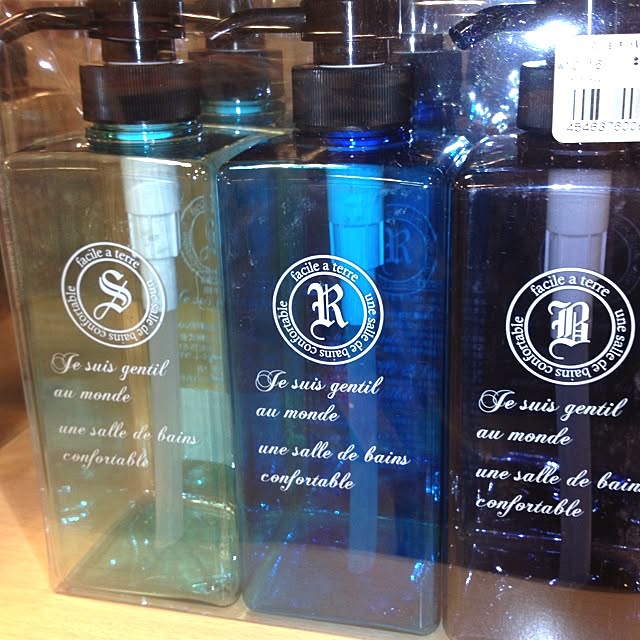 facile a terre
S
une salle de bains confortable
Je suis gentil
au monde
une salle de bains
confortable
facile a terre
R
une salle de bains confortable
Je suis gentil
au monde
une salle de bains
confortable
facile a terre
B
une salle de bains confortable
Je suis gentil
au monde
une salle de bains
confortable
R